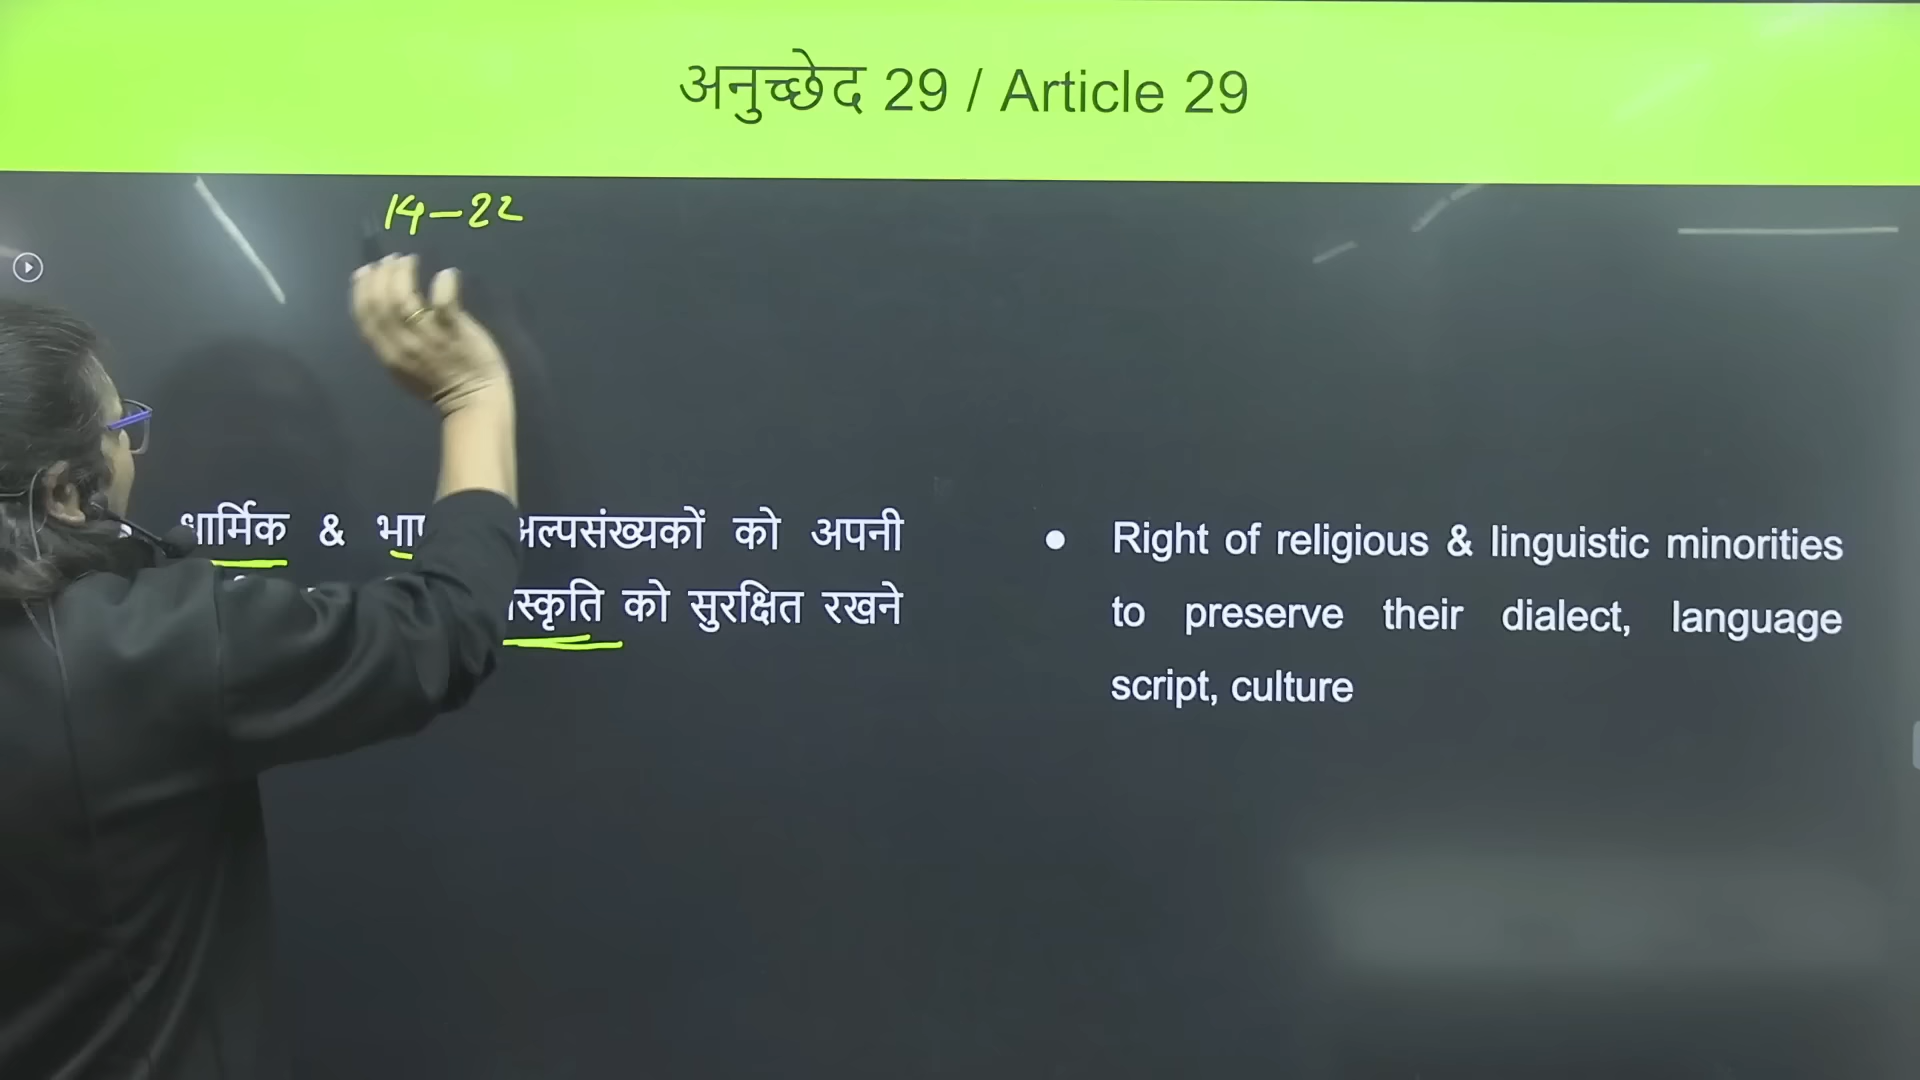 अनुच्छेद 29 / Article 29
14-22
धार्मिक & अल्पसंख्यकों को अपनी
को सुरक्षित रखने
• Right of religious & linguistic minorities
to preserve their dialect, language
script, culture